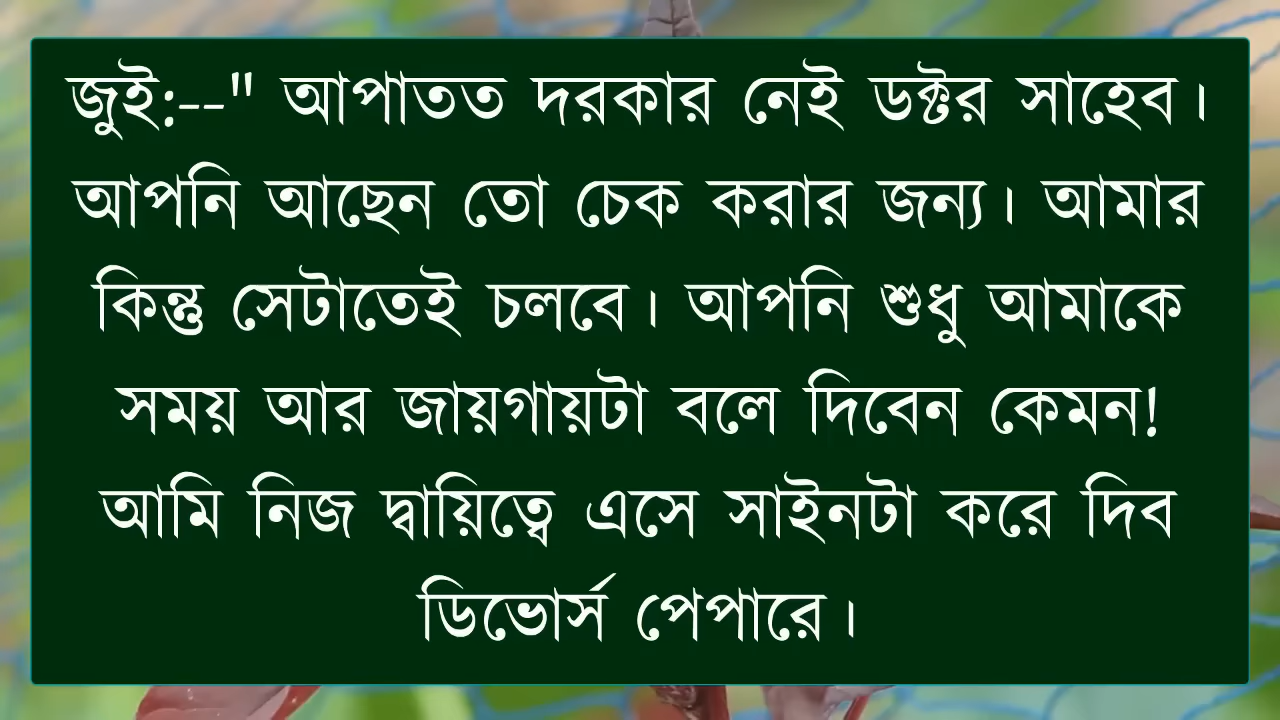 জুই:--" আপাতত দরকার নেই ডক্টর সাহেব।
আপনি আছেন তো চেক করার জন্য। আমার
কিন্তু সেটাতেই চলবে। আপনি শুধু আমাকে
সময় আর জায়গায়টা বলে দিবেন কেমন!
আমি নিজ দ্বায়িত্বে এসে সাইনটা করে দিব
ডিভোর্স পেপারে।